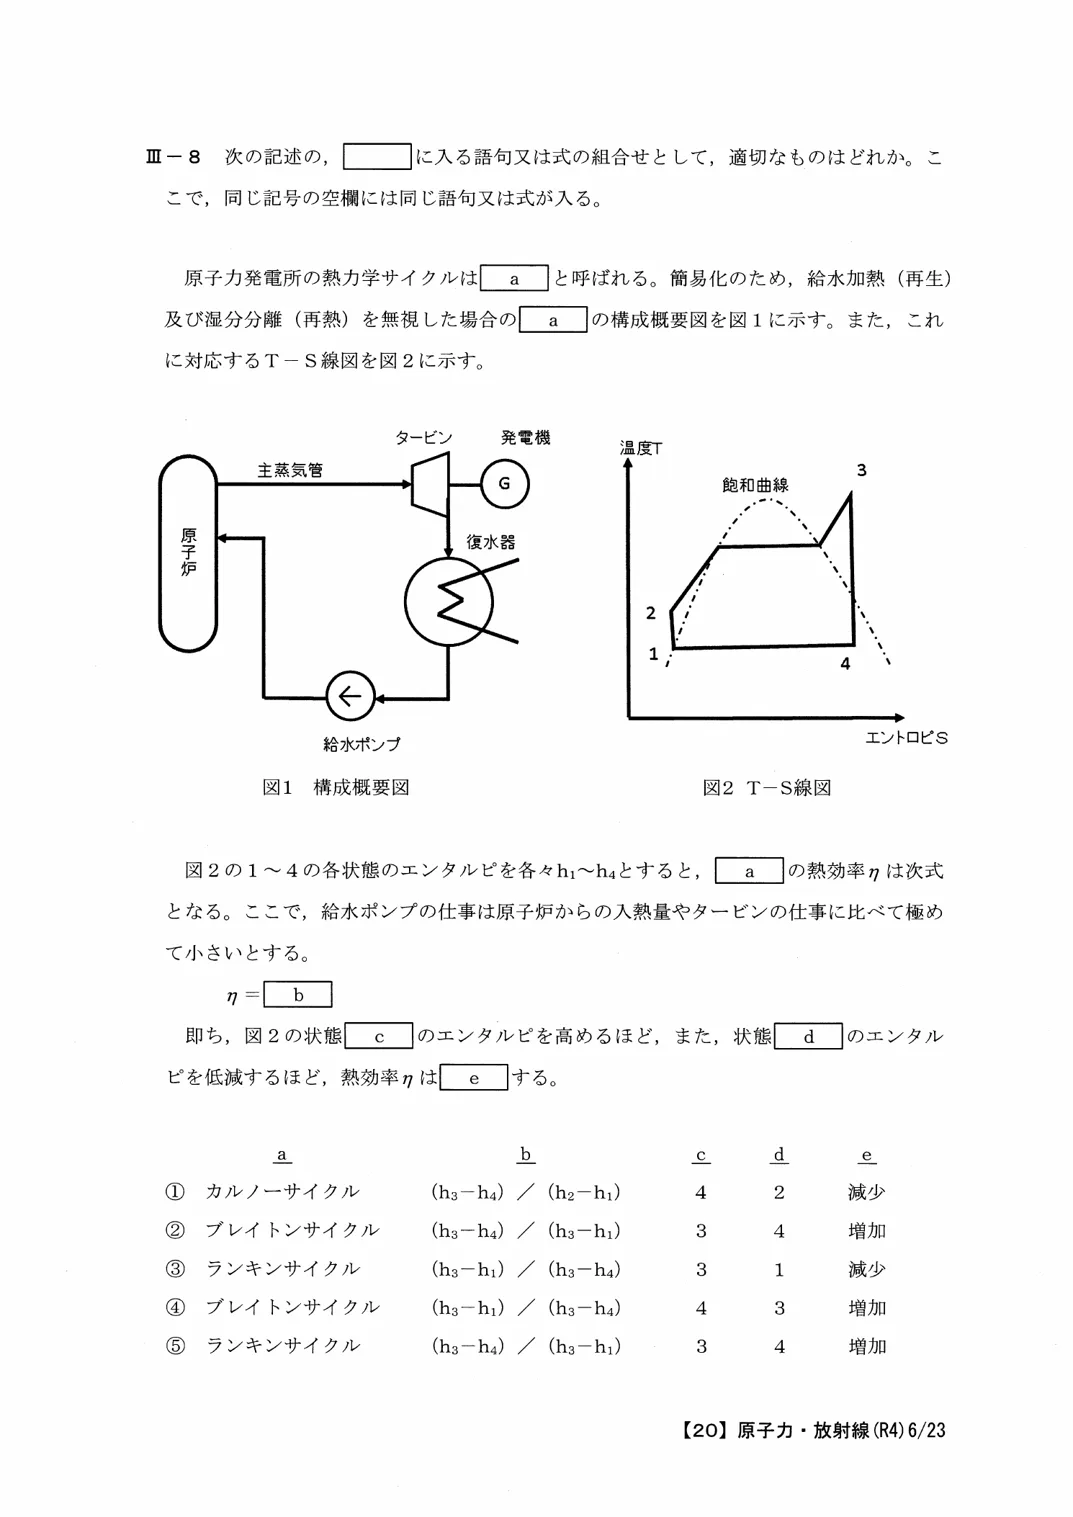 Ⅲ－8　次の記述の，　　　に入る語句又は式の組合せとして，適切なものはどれか。こ
こで，同じ記号の空欄には同じ語句又は式が入る。
原子力発電所の熱力学サイクルは a と呼ばれる。簡易化のため，給水加熱（再生）
及び湿分分離（再熱）を無視した場合の a の構成概要図を図１に示す。また，これ
に対応するＴ－Ｓ線図を図２に示す。
タービン　発電機
主蒸気管
G
原子炉
復水器
給水ポンプ
図1　構成概要図
温度T
飽和曲線
3
2
1
4
エントロピS
図2　T－S線図
図２の１～４の各状態のエンタルピを各々h₁～h₄とすると， a の熱効率η は次式
となる。ここで，給水ポンプの仕事は原子炉からの入熱量やタービンの仕事に比べて極め
て小さいとする。
η ＝ b
即ち，図２の状態 c のエンタルピを高めるほど，また，状態 d のエンタル
ピを低減するほど，熱効率η は e する。
a　b　c　d　e
①　カルノーサイクル　(h₃－h₄) ／ (h₂－h₁)　4　2　減少
②　ブレイトンサイクル　(h₃－h₄) ／ (h₃－h₁)　3　4　増加
③　ランキンサイクル　(h₃－h₁) ／ (h₃－h₄)　3　1　減少
④　ブレイトンサイクル　(h₃－h₁) ／ (h₃－h₄)　4　3　増加
⑤　ランキンサイクル　(h₃－h₄) ／ (h₃－h₁)　3　4　増加
【20】原子力・放射線(R4)6/23